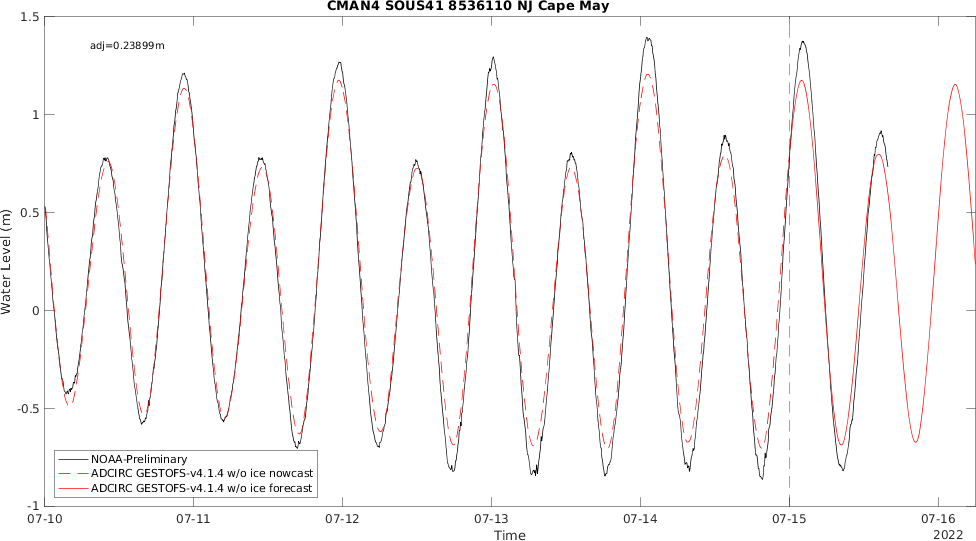 CMAN4 SOUS41 8536110 NJ Cape May
adj=0.23899m
1.5
1
0.5
0
-0.5
-1
Water Level (m)
NOAA-Preliminary
ADCIRC GESTOFS-v4.1.4 w/o ice nowcast
ADCIRC GESTOFS-v4.1.4 w/o ice forecast
07-10 07-11 07-12 07-13 07-14 07-15 07-16
Time
2022